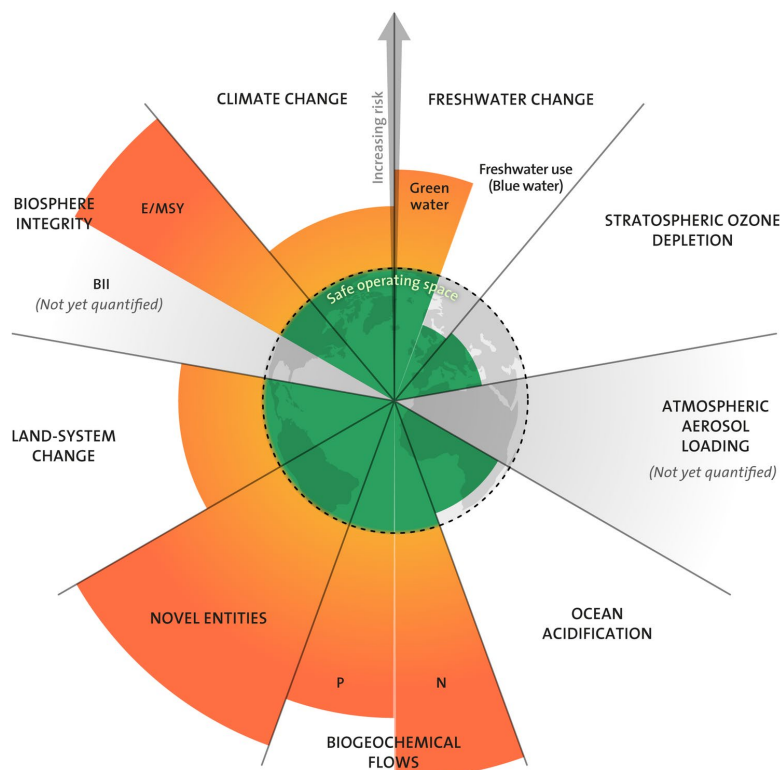 CLIMATE CHANGE
FRESHWATER CHANGE
Increasing risk
Freshwater use
(Blue water)
Green
water
E/MSY
BIOSPHERE
INTEGRITY
STRATOSPHERIC OZONE
DEPLETION
BII
(Not yet quantified)
Safe operating space
ATMOSPHERIC
AEROSOL
LOADING
(Not yet quantified)
LAND-SYSTEM
CHANGE
NOVEL ENTITIES
OCEAN
ACIDIFICATION
P
N
BIOGEOCHEMICAL
FLOWS